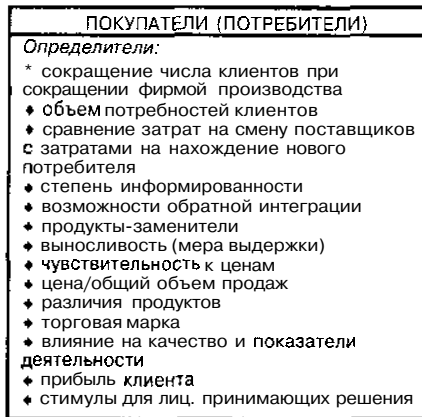 ПОКУПАТЕЛИ (ПОТРЕБИТЕЛИ)
Определители:
* сокращение числа клиентов при
сокращении фирмой производства
♦ объем потребностей клиентов
♦ сравнение затрат на смену поставщиков
с затратами на нахождение нового
потребителя
♦ степень информированности
♦ возможности обратной интеграции
♦ продукты-заменители
♦ выносливость (мера выдержки)
♦ чувствительность к ценам
♦ цена/общий объем продаж
♦ различия продуктов
♦ торговая марка
♦ влияние на качество и показатели
деятельности
♦ прибыль клиента
♦ стимулы для лиц. принимающих решения